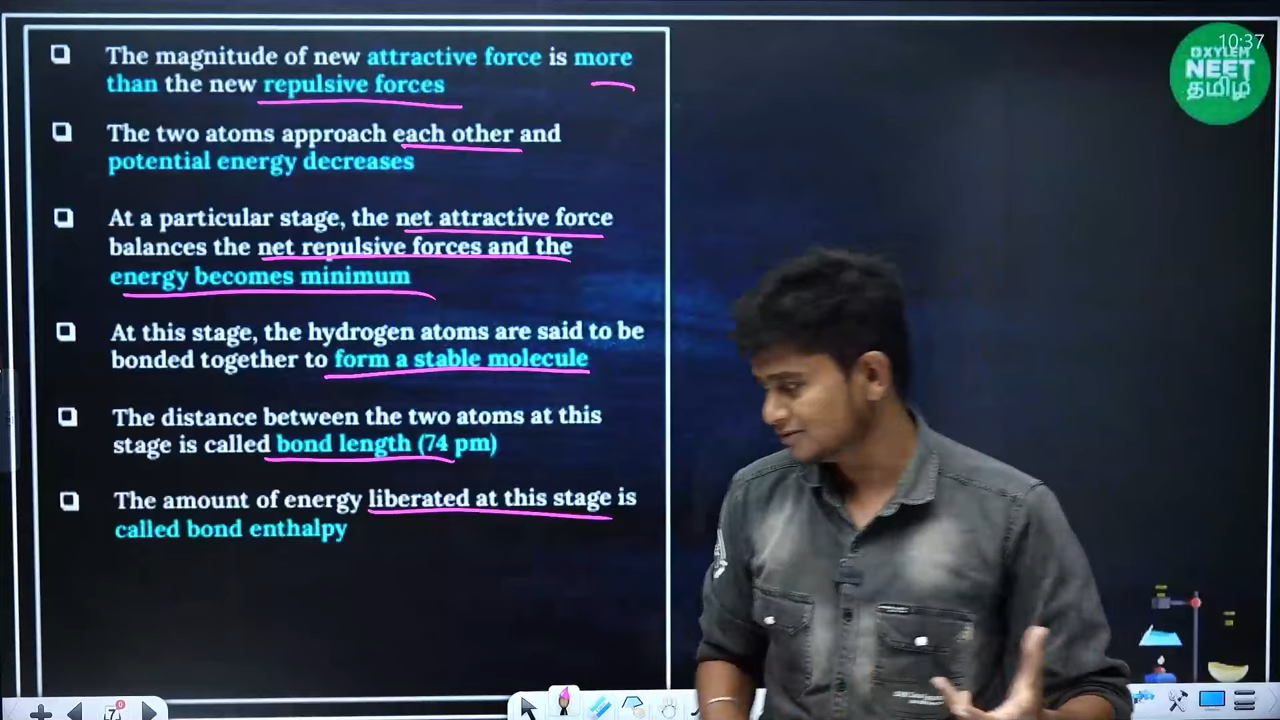 The magnitude of new attractive force is more
than the new repulsive forces
The two atoms approach each other and
potential energy decreases
At a particular stage, the net attractive force
balances the net repulsive forces and the
energy becomes minimum
At this stage, the hydrogen atoms are said to be
bonded together to form a stable molecule
The distance between the two atoms at this
stage is called bond length (74 pm)
The amount of energy liberated at this stage is
called bond enthalpy
10:37
XYLEM
NEET
தமிழ்